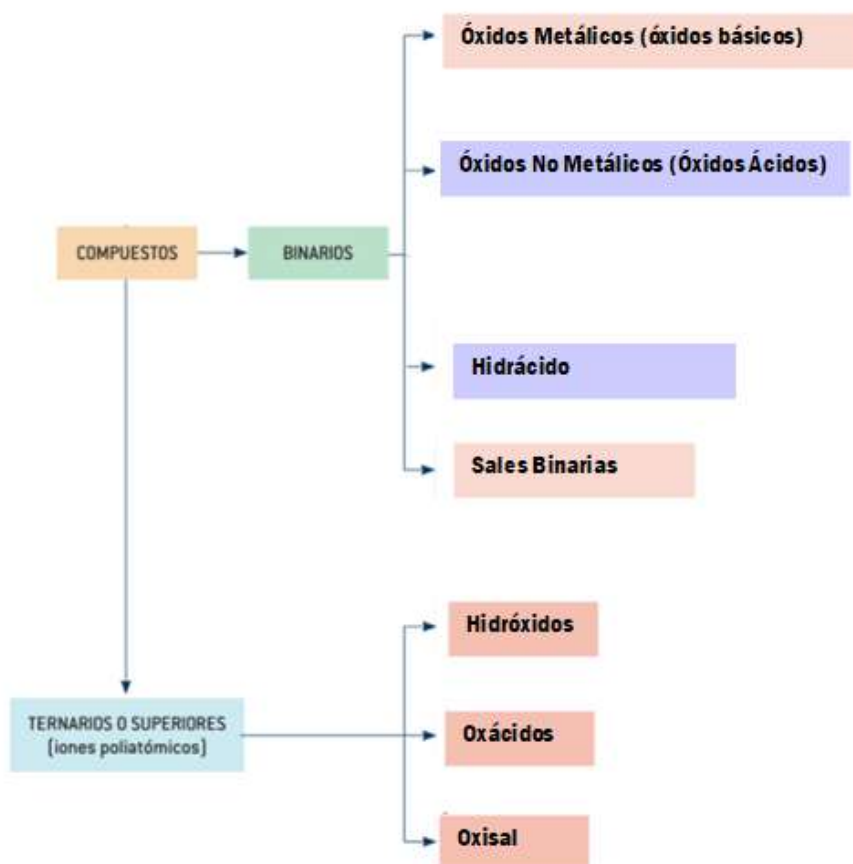 Óxidos Metálicos (óxidos básicos)
Óxidos No Metálicos (Óxidos Ácidos)
COMPUESTOS
BINARIOS
Hidrácido
Sales Binarias
Hidróxidos
TERNARIOS O SUPERIORES
(iones poliatómicos)
Oxácidos
Oxisal